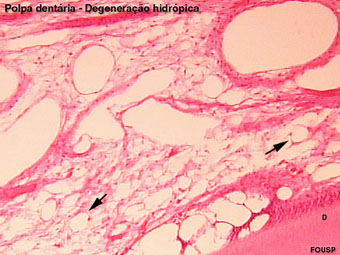 Polpa dentária - Degeneração hidrópica
D
FOUSP